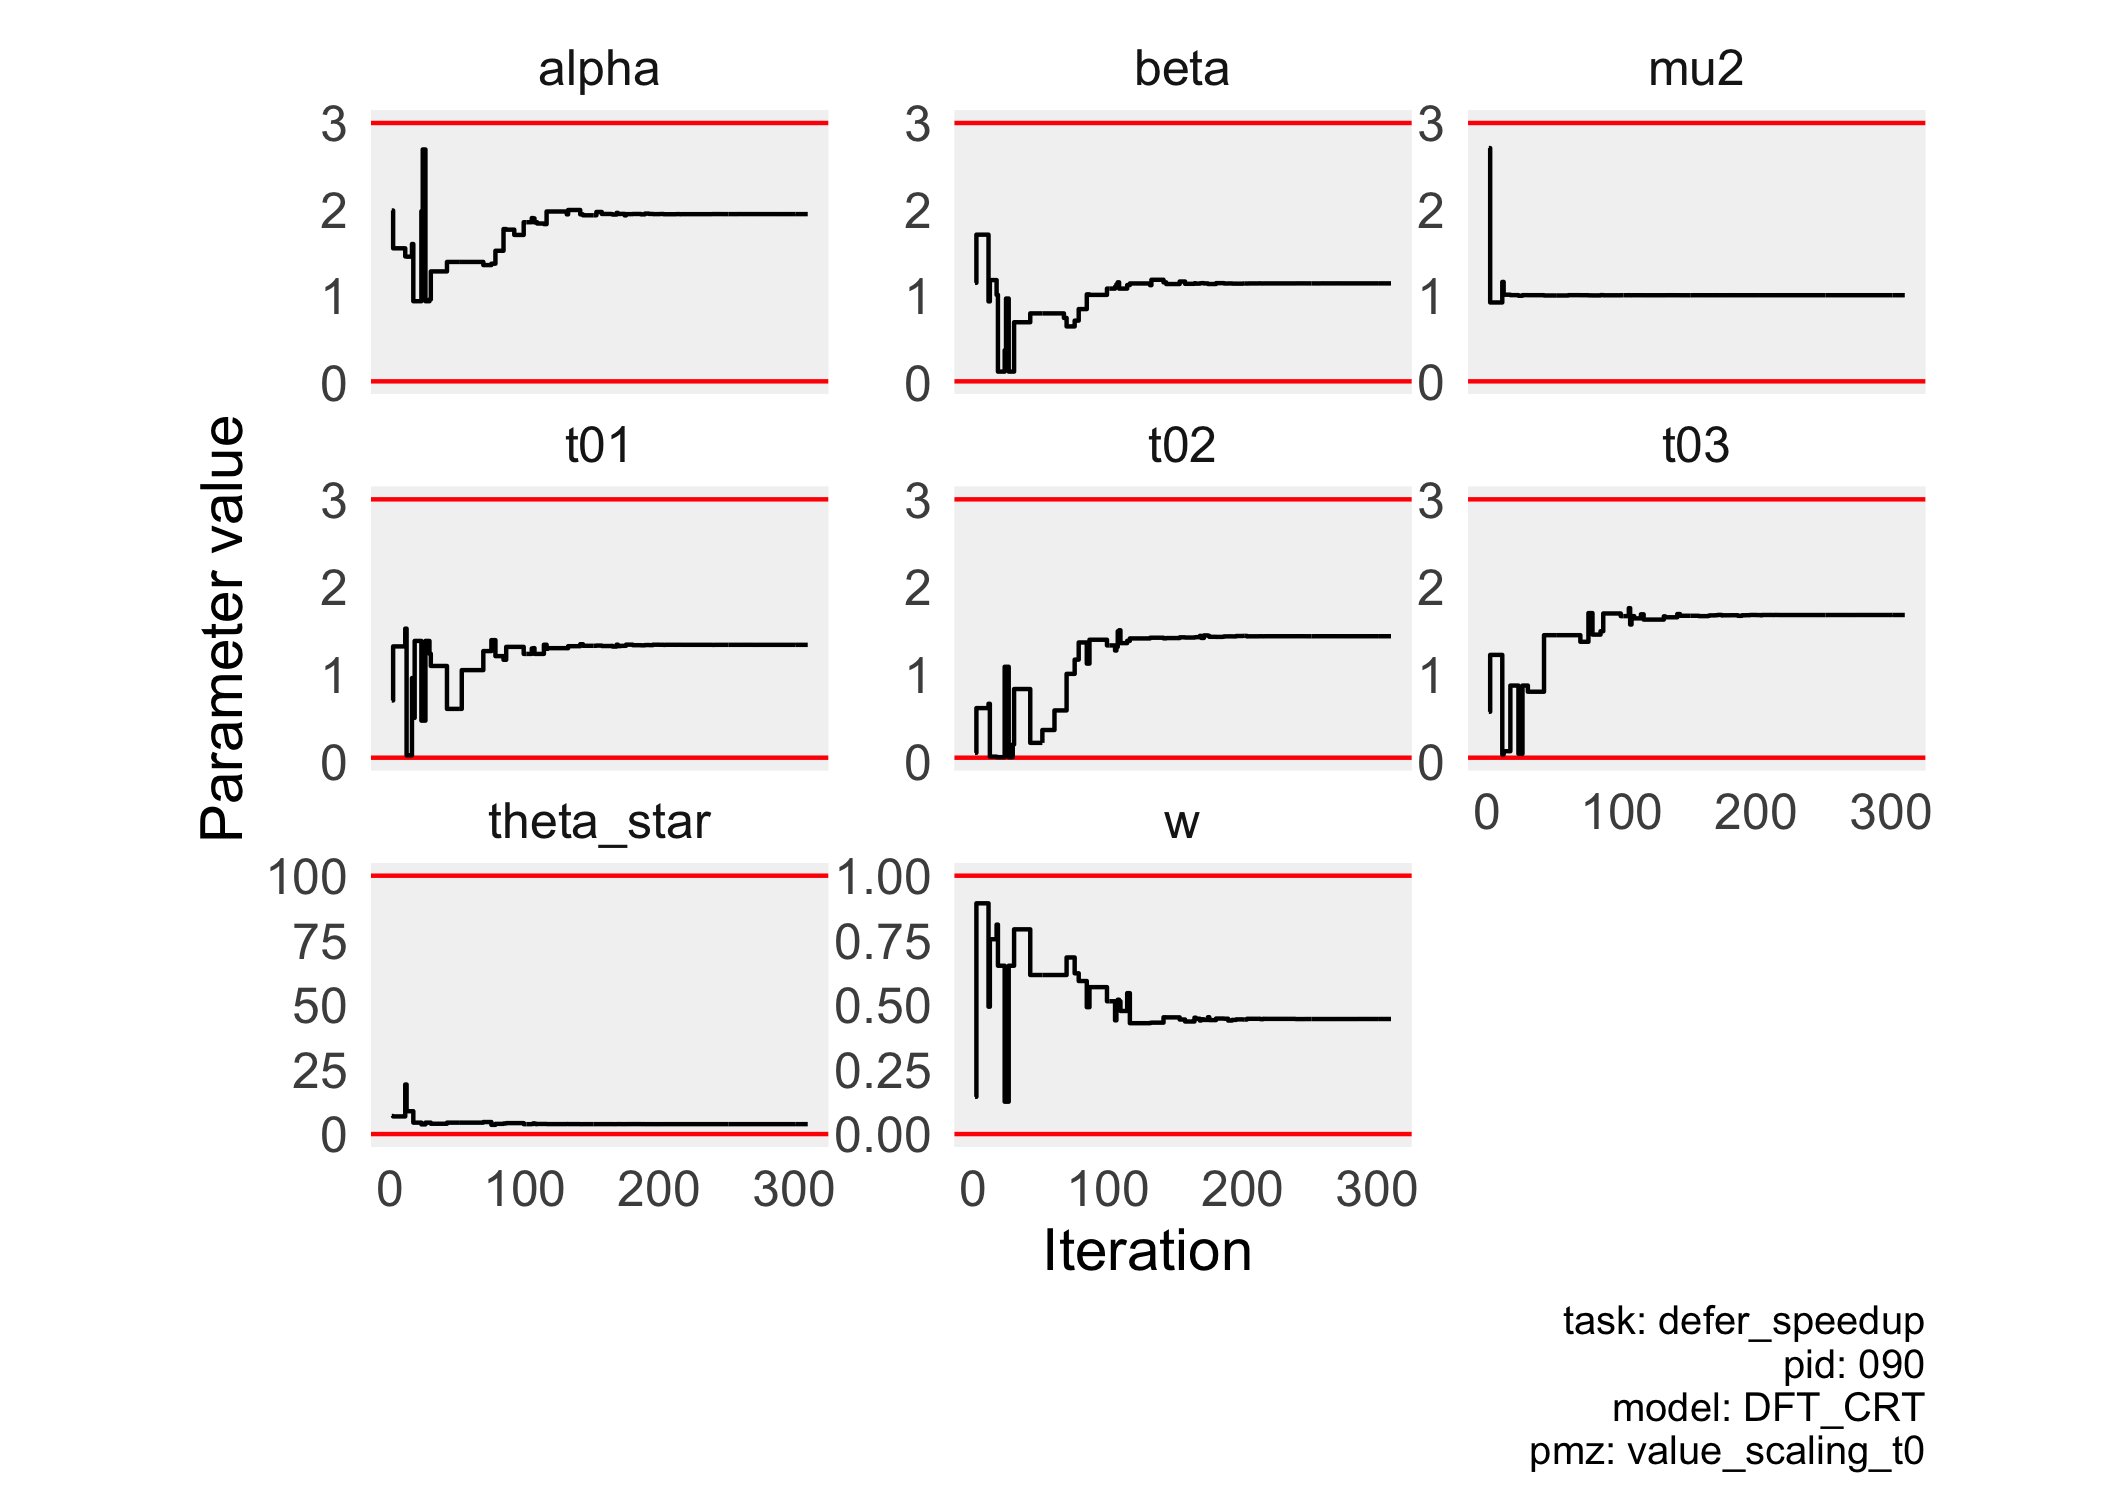 alpha
beta
mu2
3
2
1
0
3
2
1
0
3
2
1
0
t01
t02
t03
3
2
1
0
3
2
1
0
3
2
1
0
0 100 200 300
theta_star
w
100
75
50
25
0
1.00
0.75
0.50
0.25
0.00
0 100 200 300
0 100 200 300
Parameter value
Iteration
task: defer_speedup
pid: 090
model: DFT_CRT
pmz: value_scaling_t0